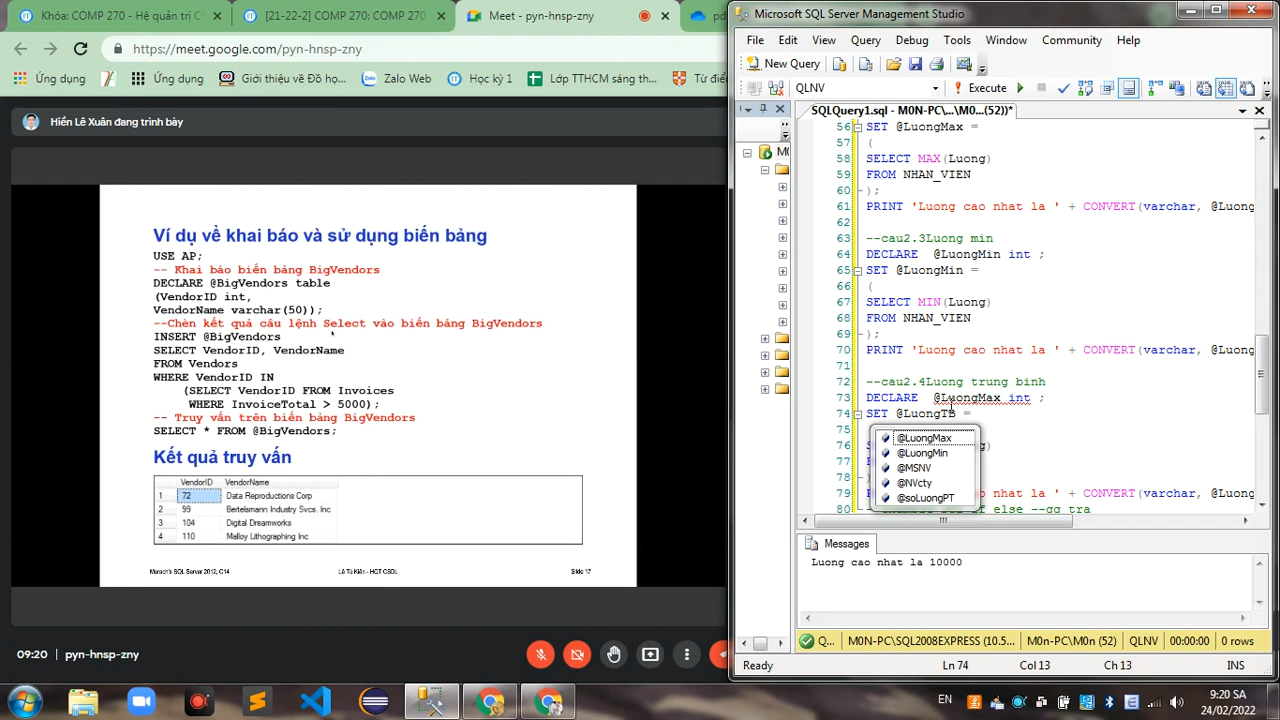 Khóa: COMP 270 - Hệ quản trị C
[21-22-2] COMP 270: COMP 270
Meet - pyn-hnsp-zny
https://meet.google.com/pyn-hnsp-zny
Ứng dụng
Ứng dụng
Giới thiệu về Đồ họ...
Zalo Web
Học kỳ 1
Lớp TTHCM sáng th...
Từ điể
Hiển Lê Xuân đang trình bày
Ví dụ về khai báo và sử dụng biến bảng
USE AP;
-- Khai báo biến bảng BigVendors
DECLARE @BigVendors table
(VendorID int,
VendorName varchar(50));
--Chèn kết quả câu lệnh Select vào biến bảng BigVendors
INSERT @BigVendors
SELECT VendorID, VendorName
FROM Vendors
WHERE VendorID IN
(SELECT VendorID FROM Invoices
WHERE InvoiceTotal > 5000);
-- Truy vấn trên biến bảng BigVendors
SELECT * FROM @BigVendors;
Kết quả truy vấn
VendorID VendorName
1 72 Data Reproductions Corp
2 99 Bertelsmann Industry Svcs. Inc
3 104 Digital Dreamworks
4 110 Malloy Lithographing Inc
Murach's SQL Server 2012, C14
Lê Tú Kiên - HCT CSDL
Slide 17
09:20 pyn-hnsp-zny
Microsoft SQL Server Management Studio
File Edit View Query Debug Tools Window Community Help
New Query
QLNV
Execute
SQLQuery1.sql - M0N-PC\...\M0...(52))*
M0
56 SET @LuongMax =
57 (
58 SELECT MAX(Luong)
59 FROM NHAN_VIEN
60 );
61 PRINT 'Luong cao nhat la ' + CONVERT(varchar, @Luong
62
63 --cau2.3Luong min
64 DECLARE @LuongMin int ;
65 SET @LuongMin =
66 (
67 SELECT MIN(Luong)
68 FROM NHAN_VIEN
69 );
70 PRINT 'Luong cao nhat la ' + CONVERT(varchar, @Luong
71
72 --cau2.4Luong trung binh
73 DECLARE @LuongMax int ;
74 SET @LuongTB =
75
76
77
78
79
80
@LuongMax
@LuongMin
@MSNV
@NVcty
@soLuongPT
Messages
Luong cao nhat la 10000
Q... M0N-PC\SQL2008EXPRESS (10.5... M0n-PC\M0n (52) QLNV 00:00:00 0 rows
Ready Ln 74 Col 13 Ch 13 INS
EN
9:20 SA
24/02/2022